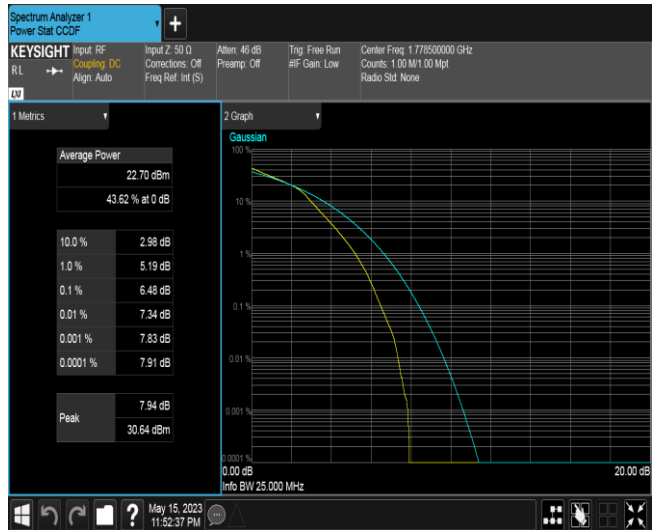 Spectrum Analyzer 1
Power Stat CCDF
+
KEYSIGHT
RL
LXI
Input: RF
Coupling: DC
Align: Auto
Input Z: 50 Ω
Corrections: Off
Freq Ref: Int (S)
Atten: 46 dB
Preamp: Off
Trig: Free Run
#IF Gain: Low
Center Freq: 1.778500000 GHz
Counts: 1.00 M/1.00 Mpt
Radio Std: None
1 Metrics
Average Power
22.70 dBm
43.62 % at 0 dB
10.0 % 2.98 dB
1.0 % 5.19 dB
0.1 % 6.48 dB
0.01 % 7.34 dB
0.001 % 7.83 dB
0.0001 % 7.91 dB
Peak
7.94 dB
30.64 dBm
2 Graph
Gaussian
100 %
10 %
1 %
0.1 %
0.01 %
0.001 %
0.0001 %
0.00 dB 20.00 dB
Info BW 25.000 MHz
?
May 15, 2023
11:52:37 PM